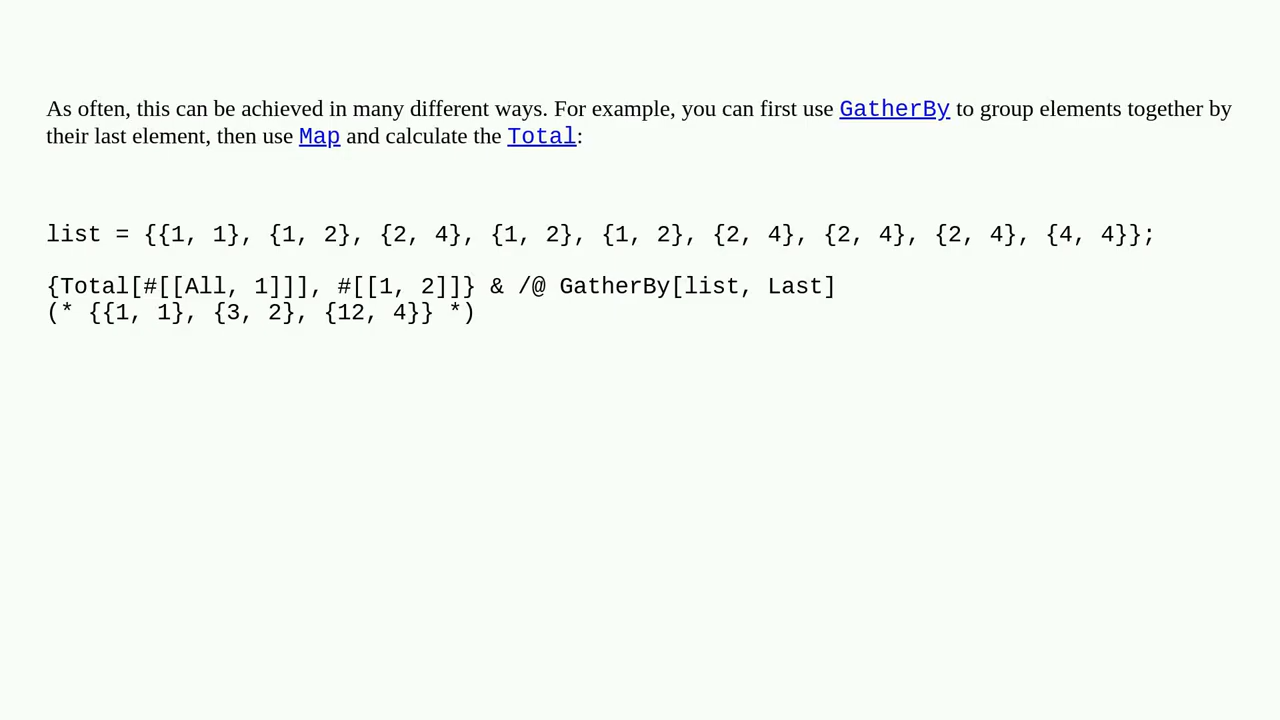 As often, this can be achieved in many different ways. For example, you can first use GatherBy to group elements together by
their last element, then use Map and calculate the Total:
list = {{1, 1}, {1, 2}, {2, 4}, {1, 2}, {1, 2}, {2, 4}, {2, 4}, {2, 4}, {4, 4}};
{Total[#[[All, 1]]], #[[1, 2]]} & /@ GatherBy[list, Last]
(* {{1, 1}, {3, 2}, {12, 4}} *)